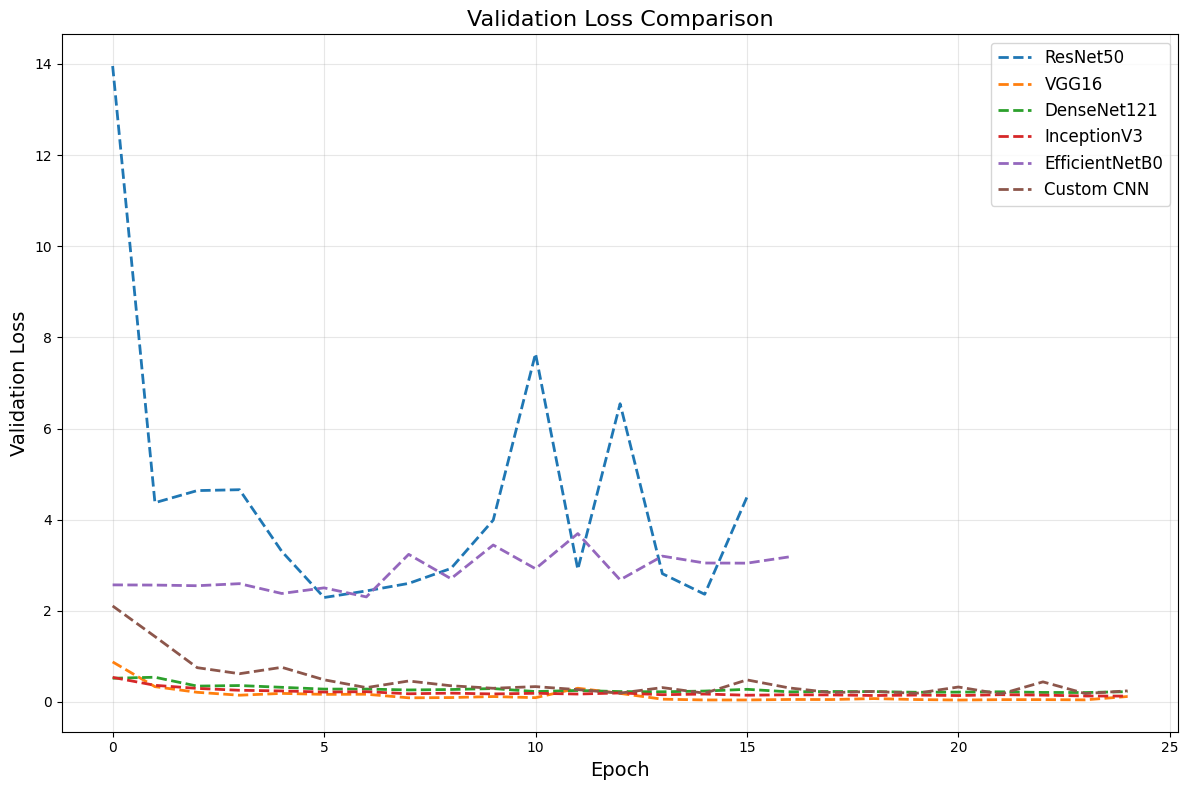 Validation Loss Comparison
ResNet50
VGG16
DenseNet121
InceptionV3
EfficientNetB0
Custom CNN
Validation Loss
14
12
10
8
6
4
2
0
0
5
10
15
20
25
Epoch